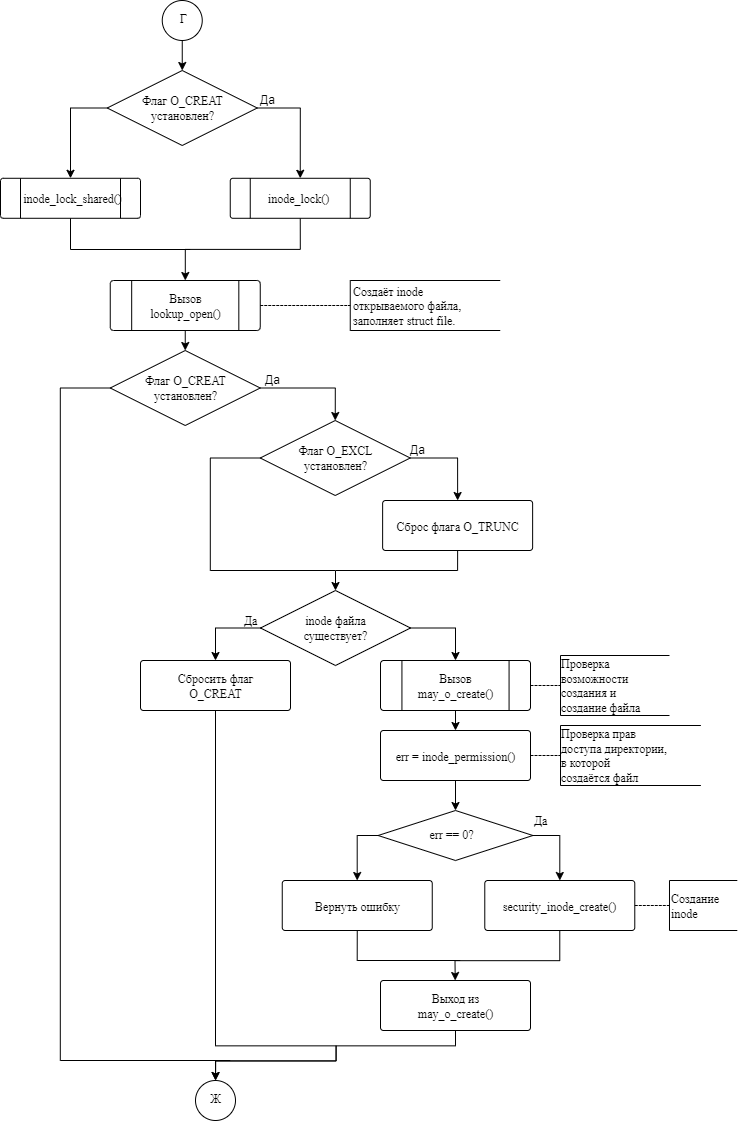 Г
Флаг O_CREAT
установлен?
Да
inode_lock_shared()
inode_lock()
Вызов
lookup_open()
Создаёт inode
открываемого файла,
заполняет struct file.
Флаг O_CREAT
установлен?
Да
Флаг O_EXCL
установлен?
Да
Сброс флага O_TRUNC
inode файла
существует?
Да
Сбросить флаг
O_CREAT
Вызов
may_o_create()
Проверка
возможности
создания и
создание файла
err = inode_permission()
Проверка прав
доступа директории,
в которой
создаётся файл
err == 0?
Да
Вернуть ошибку
security_inode_create()
Создание
inode
Выход из
may_o_create()
Ж